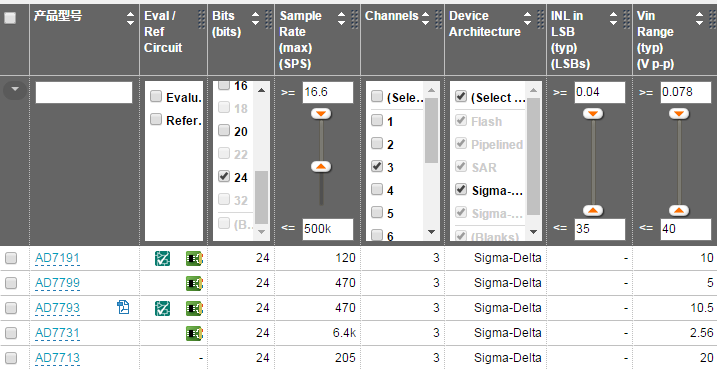 产品型号 Eval / Ref Circuit Bits (bits) Sample Rate (max) (SPS) Channels Device Architecture INL in LSB (typ) (LSBs) Vin Range (typ) (V p-p)
16
18
20
22
24
32
(B...
Evalu.
Refer..
>= 16.6
<= 500k
(Sele...
1
2
3
4
5
6
(Select ...
Flash
Pipelined
SAR
Sigma-...
Sigma-...
(Blanks)
>= 0.04
<= 35
>= 0.078
<= 40
AD7191 24 120 3 Sigma-Delta - 10
AD7799 24 470 3 Sigma-Delta - 5
AD7793 24 470 3 Sigma-Delta - 10.5
AD7731 24 6.4k 3 Sigma-Delta - 2.56
AD7713 - 24 205 3 Sigma-Delta - 20